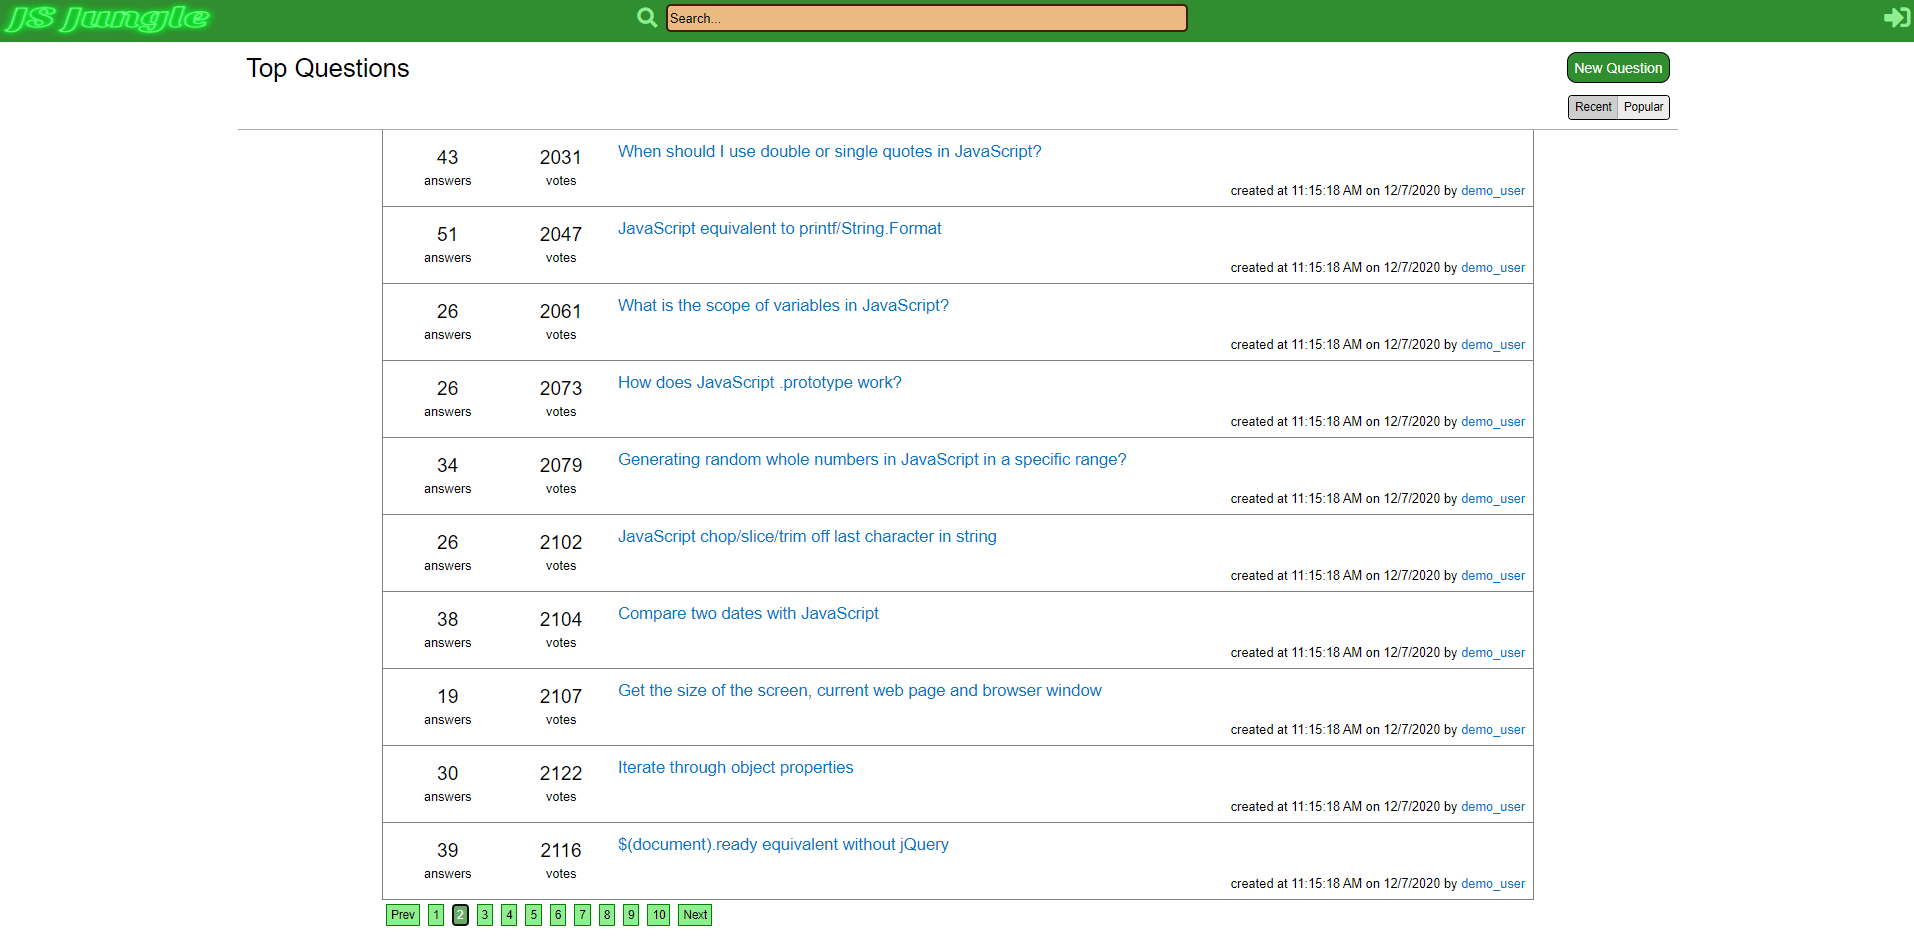 JS Jungle
Search...
Top Questions
New Question
Recent Popular
43 2031 When should I use double or single quotes in JavaScript?
answers votes
created at 11:15:18 AM on 12/7/2020 by demo_user
51 2047 JavaScript equivalent to printf/String.Format
answers votes
created at 11:15:18 AM on 12/7/2020 by demo_user
26 2061 What is the scope of variables in JavaScript?
answers votes
created at 11:15:18 AM on 12/7/2020 by demo_user
26 2073 How does JavaScript .prototype work?
answers votes
created at 11:15:18 AM on 12/7/2020 by demo_user
34 2079 Generating random whole numbers in JavaScript in a specific range?
answers votes
created at 11:15:18 AM on 12/7/2020 by demo_user
26 2102 JavaScript chop/slice/trim off last character in string
answers votes
created at 11:15:18 AM on 12/7/2020 by demo_user
38 2104 Compare two dates with JavaScript
answers votes
created at 11:15:18 AM on 12/7/2020 by demo_user
19 2107 Get the size of the screen, current web page and browser window
answers votes
created at 11:15:18 AM on 12/7/2020 by demo_user
30 2122 Iterate through object properties
answers votes
created at 11:15:18 AM on 12/7/2020 by demo_user
39 2116 $(document).ready equivalent without jQuery
answers votes
created at 11:15:18 AM on 12/7/2020 by demo_user
Prev 1 2 3 4 5 6 7 8 9 10 Next